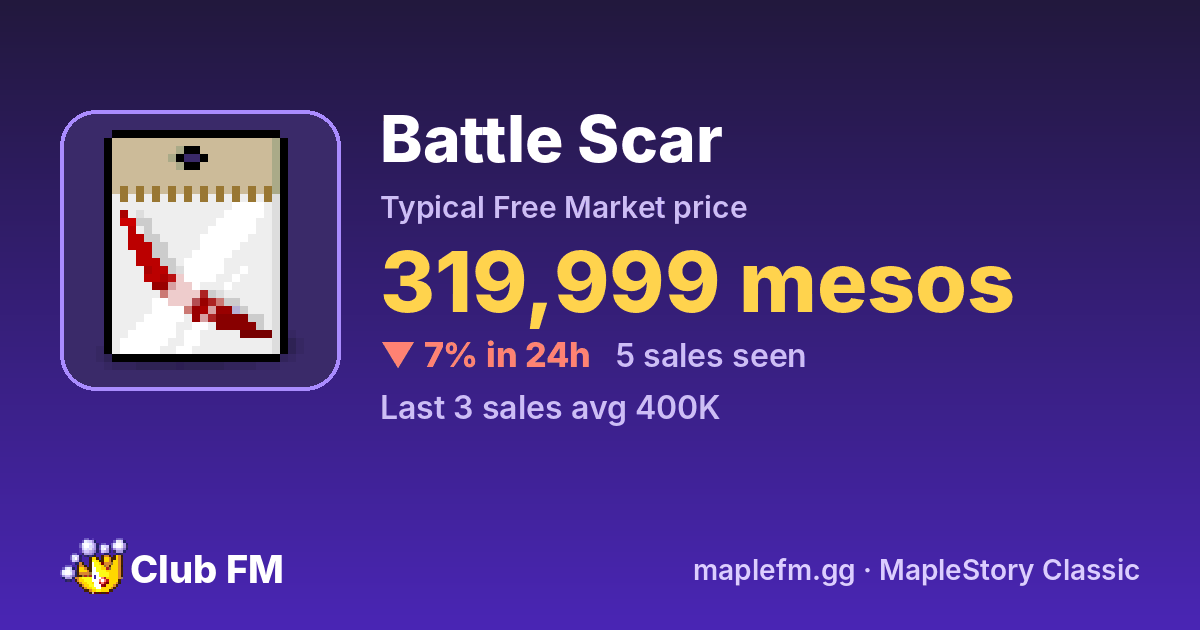 Battle Scar
Typical Free Market price
319,999 mesos
▼ 7% in 24h 5 sales seen
Last 3 sales avg 400K
Club FM
maplefm.gg · MapleStory Classic